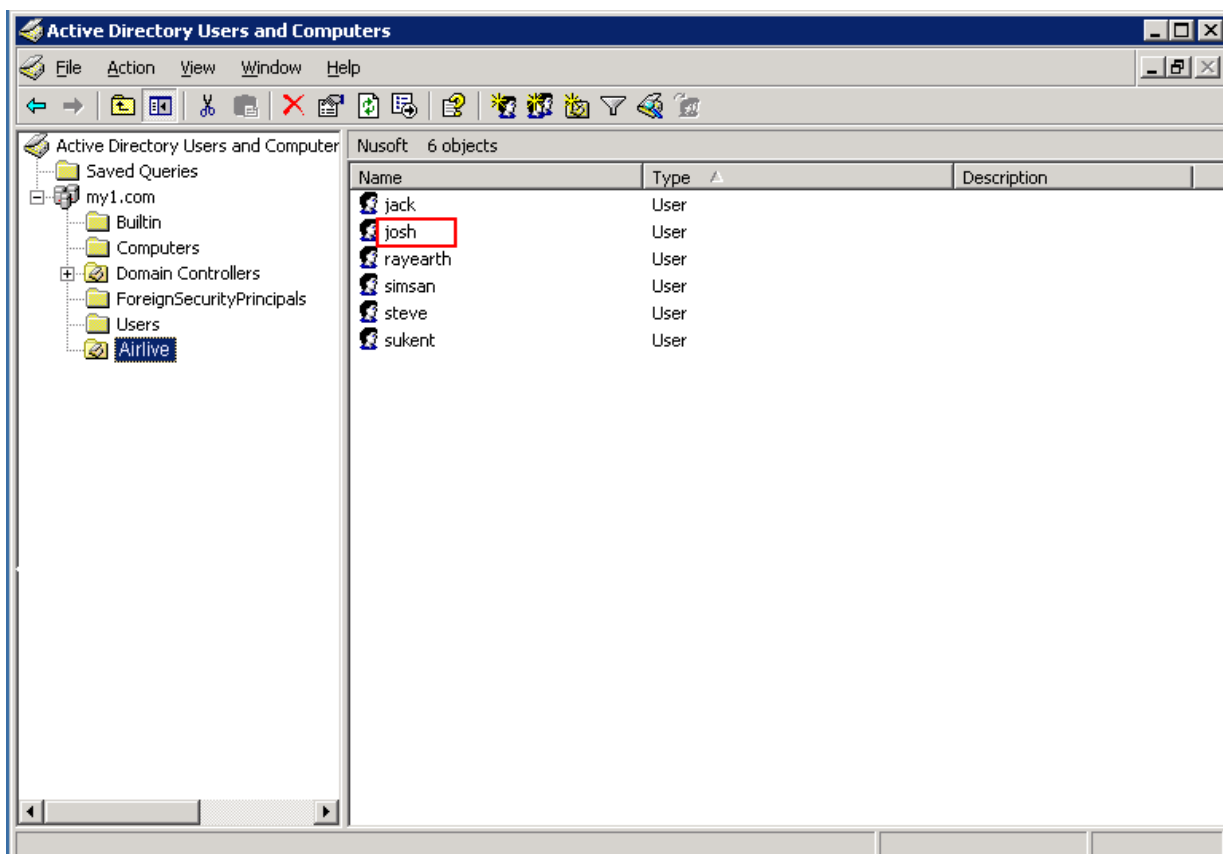 Active Directory Users and Computers
File Action View Window Help
Active Directory Users and Computer
Saved Queries
my1.com
Builtin
Computers
Domain Controllers
ForeignSecurityPrincipals
Users
Airlive
Nusoft 6 objects
Name Type Description
jack User
josh User
rayearth User
simsan User
steve User
sukent User